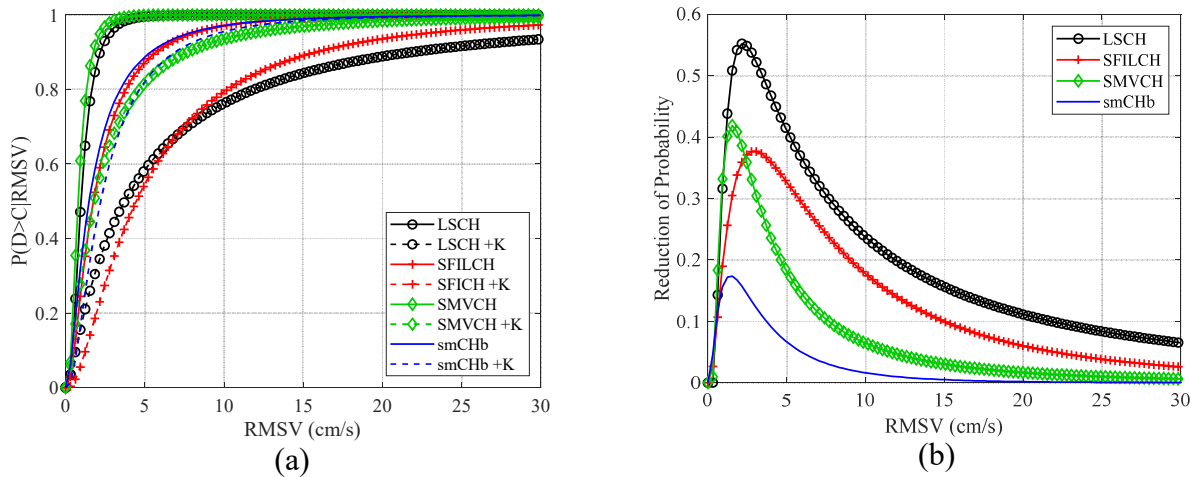 1
0.8
0.6
0.4
0.2
0
0 5 10 15 20 25 30
P(D>C|RMSV)
RMSV (cm/s)
LSCH
LSCH +K
SFILCH
SFICH +K
SMVCH
SMVCH +K
smCHb
smCHb +K
(a)
0.6
0.5
0.4
0.3
0.2
0.1
0
0 5 10 15 20 25 30
Reduction of Probability
RMSV (cm/s)
LSCH
SFILCH
SMVCH
smCHb
(b)